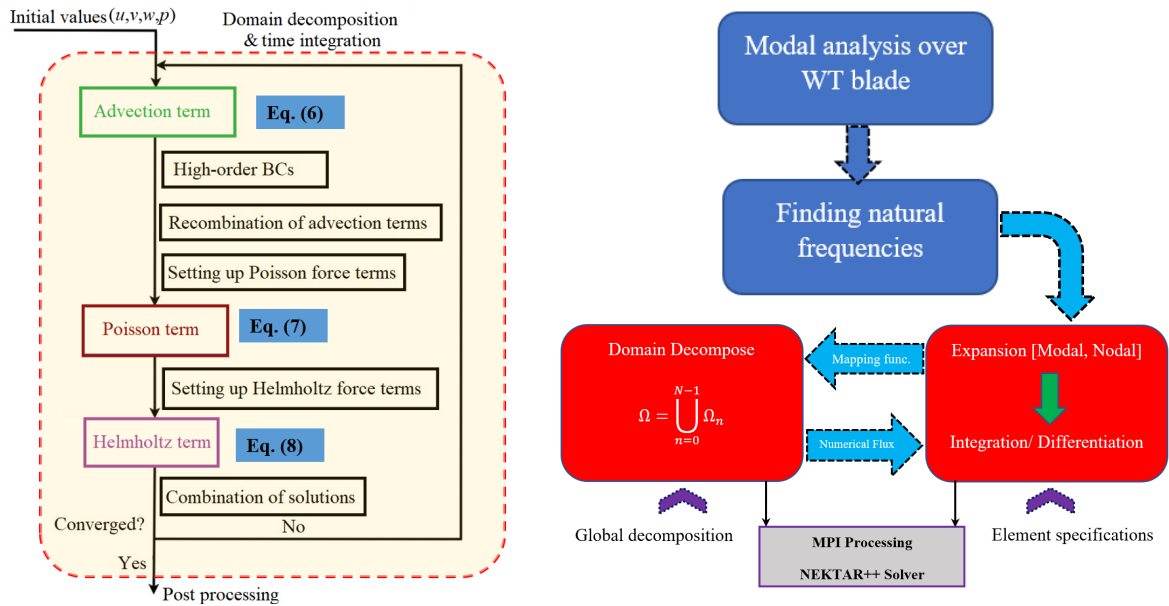 Initial values (u,v,w,p)
Domain decomposition
& time integration
Advection term
Eq. (6)
High-order BCs
Recombination of advection terms
Setting up Poisson force terms
Poisson term
Eq. (7)
Setting up Helmholtz force terms
Helmholtz term
Eq. (8)
Combination of solutions
Converged?
No
Yes
Post processing
Modal analysis over
WT blade
Finding natural
frequencies
Domain Decompose
N−1
Ω = ⋃ Ωn
n=0
Mapping func.
Numerical Flux
Expansion [Modal, Nodal]
Integration/ Differentiation
Global decomposition
Element specifications
MPI Processing
NEKTAR++ Solver